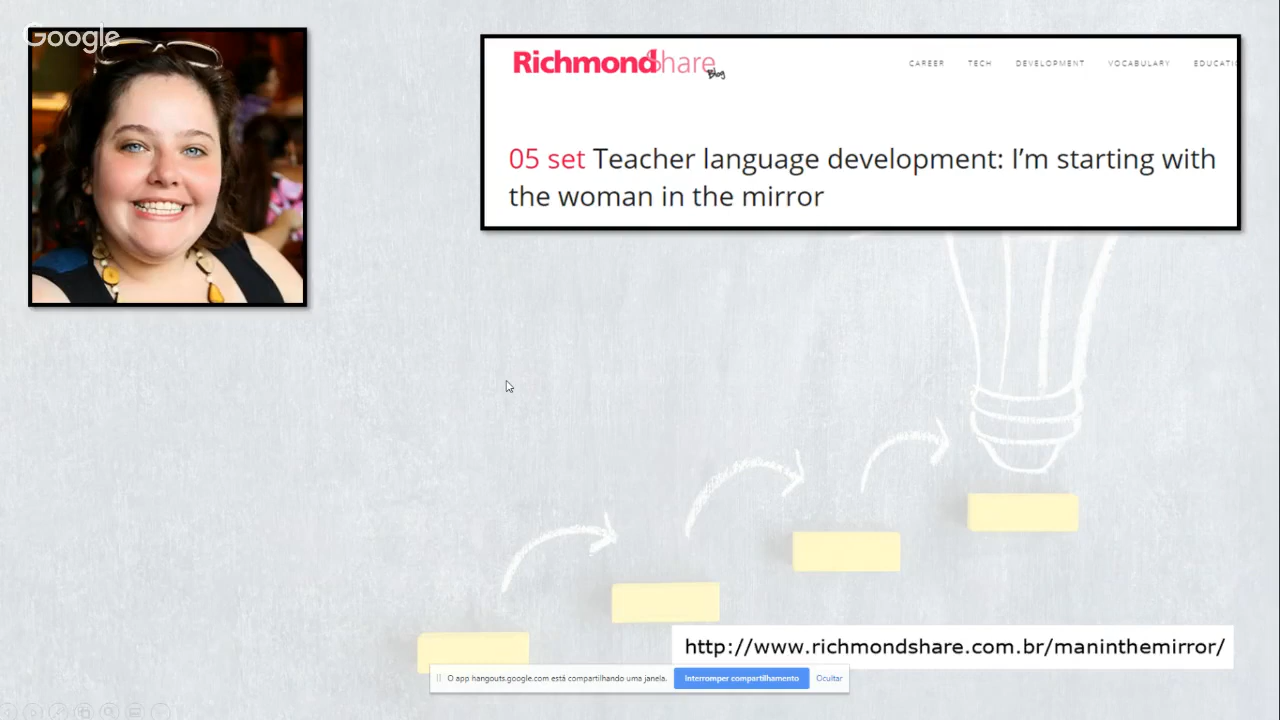 Google
RichmondShare
Blog
CAREER TECH DEVELOPMENT VOCABULARY
05 set Teacher language development: I’m starting with
the woman in the mirror
http://www.richmondshare.com.br/maninthemirror/
O app hangouts.google.com está compartilhando uma janela. Interromper compartilhamento Ocultar